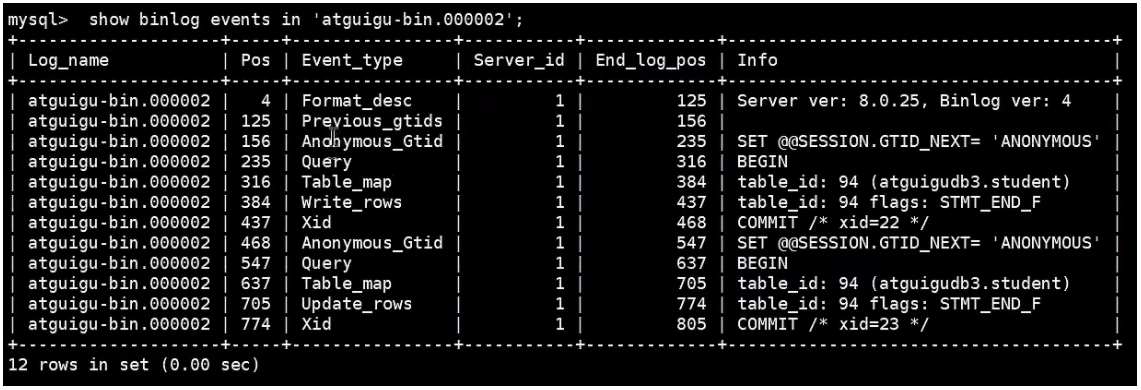 mysql>  show binlog events in 'atguigu-bin.000002';
+--------------------+-----+----------------+-----------+-------------+--------------------------------------+
| Log_name           | Pos | Event_type     | Server_id | End_log_pos | Info                                 |
+--------------------+-----+----------------+-----------+-------------+--------------------------------------+
| atguigu-bin.000002 |   4 | Format_desc    |         1 |         125 | Server ver: 8.0.25, Binlog ver: 4    |
| atguigu-bin.000002 | 125 | Previous_gtids |         1 |         156 |                                      |
| atguigu-bin.000002 | 156 | Anonymous_Gtid |         1 |         235 | SET @@SESSION.GTID_NEXT= 'ANONYMOUS' |
| atguigu-bin.000002 | 235 | Query          |         1 |         316 | BEGIN                                |
| atguigu-bin.000002 | 316 | Table_map      |         1 |         384 | table_id: 94 (atguigudb3.student)    |
| atguigu-bin.000002 | 384 | Write_rows     |         1 |         437 | table_id: 94 flags: STMT_END_F       |
| atguigu-bin.000002 | 437 | Xid            |         1 |         468 | COMMIT /* xid=22 */                  |
| atguigu-bin.000002 | 468 | Anonymous_Gtid |         1 |         547 | SET @@SESSION.GTID_NEXT= 'ANONYMOUS' |
| atguigu-bin.000002 | 547 | Query          |         1 |         637 | BEGIN                                |
| atguigu-bin.000002 | 637 | Table_map      |         1 |         705 | table_id: 94 (atguigudb3.student)    |
| atguigu-bin.000002 | 705 | Update_rows    |         1 |         774 | table_id: 94 flags: STMT_END_F       |
| atguigu-bin.000002 | 774 | Xid            |         1 |         805 | COMMIT /* xid=23 */                  |
+--------------------+-----+----------------+-----------+-------------+--------------------------------------+
12 rows in set (0.00 sec)